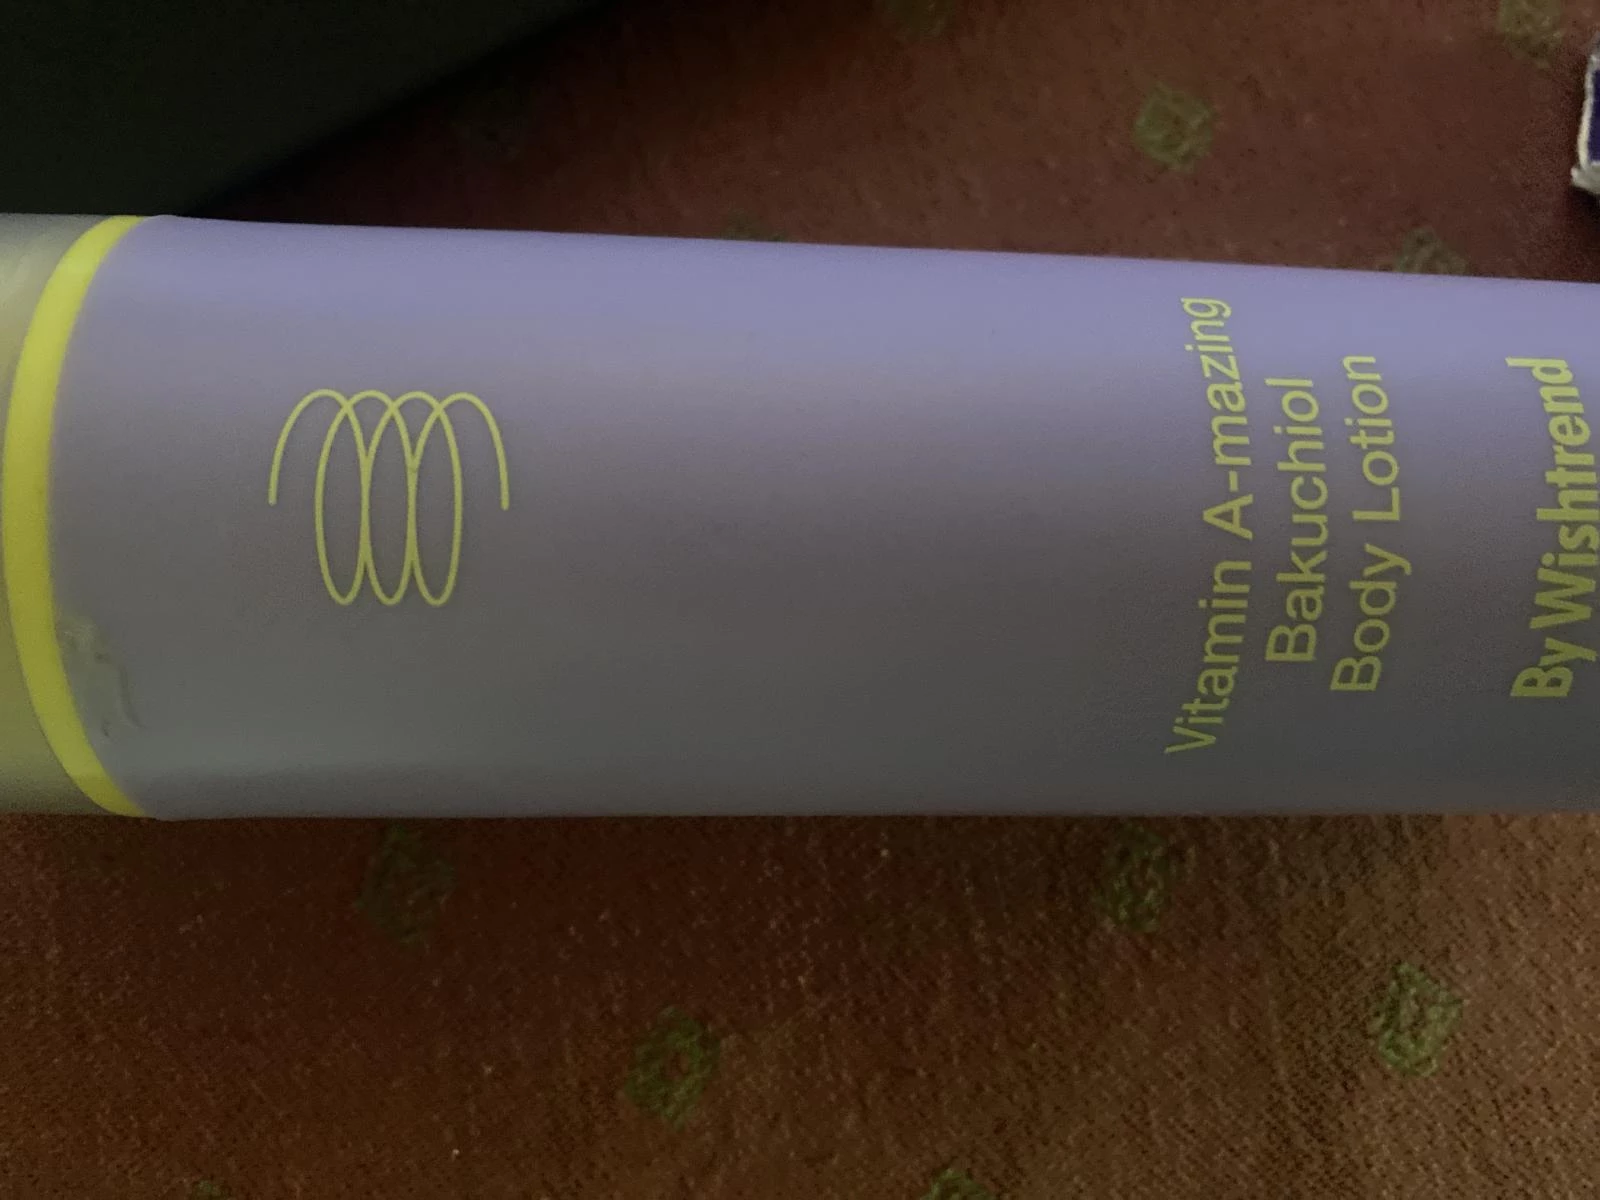 Vitamin A-mazing
Bakuchiol
Body Lotion
By Wishtrend